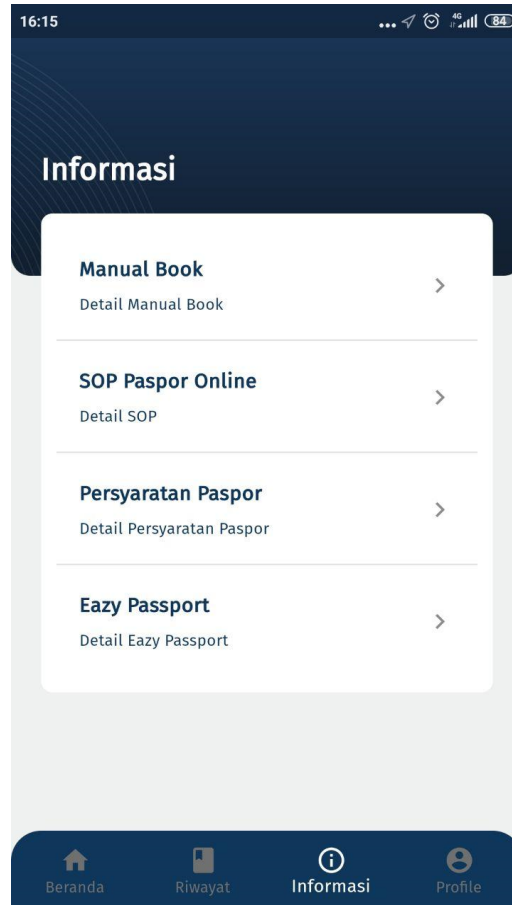 16:15
4G
84
Informasi
Manual Book
Detail Manual Book
SOP Paspor Online
Detail SOP
Persyaratan Paspor
Detail Persyaratan Paspor
Eazy Passport
Detail Eazy Passport
Beranda
Riwayat
Informasi
Profile